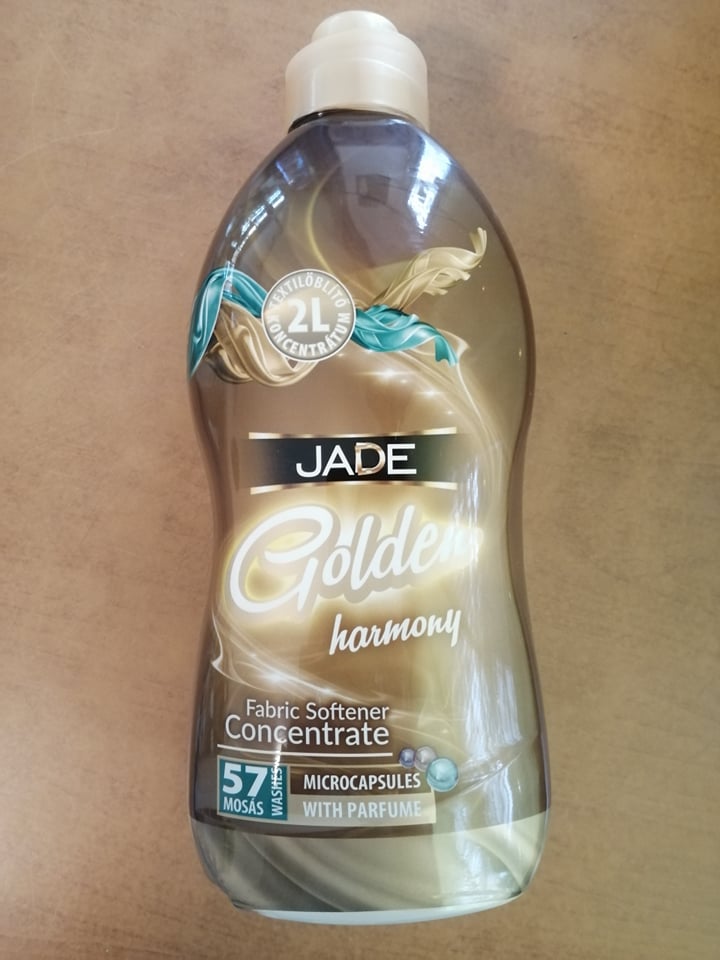 TEXTILÖBLÍTŐ
2L
KONCENTRÁTUM
JADE
Golden
harmony
Fabric Softener
Concentrate
57
MOSÁS
WASHES
MICROCAPSULES
WITH PARFUME